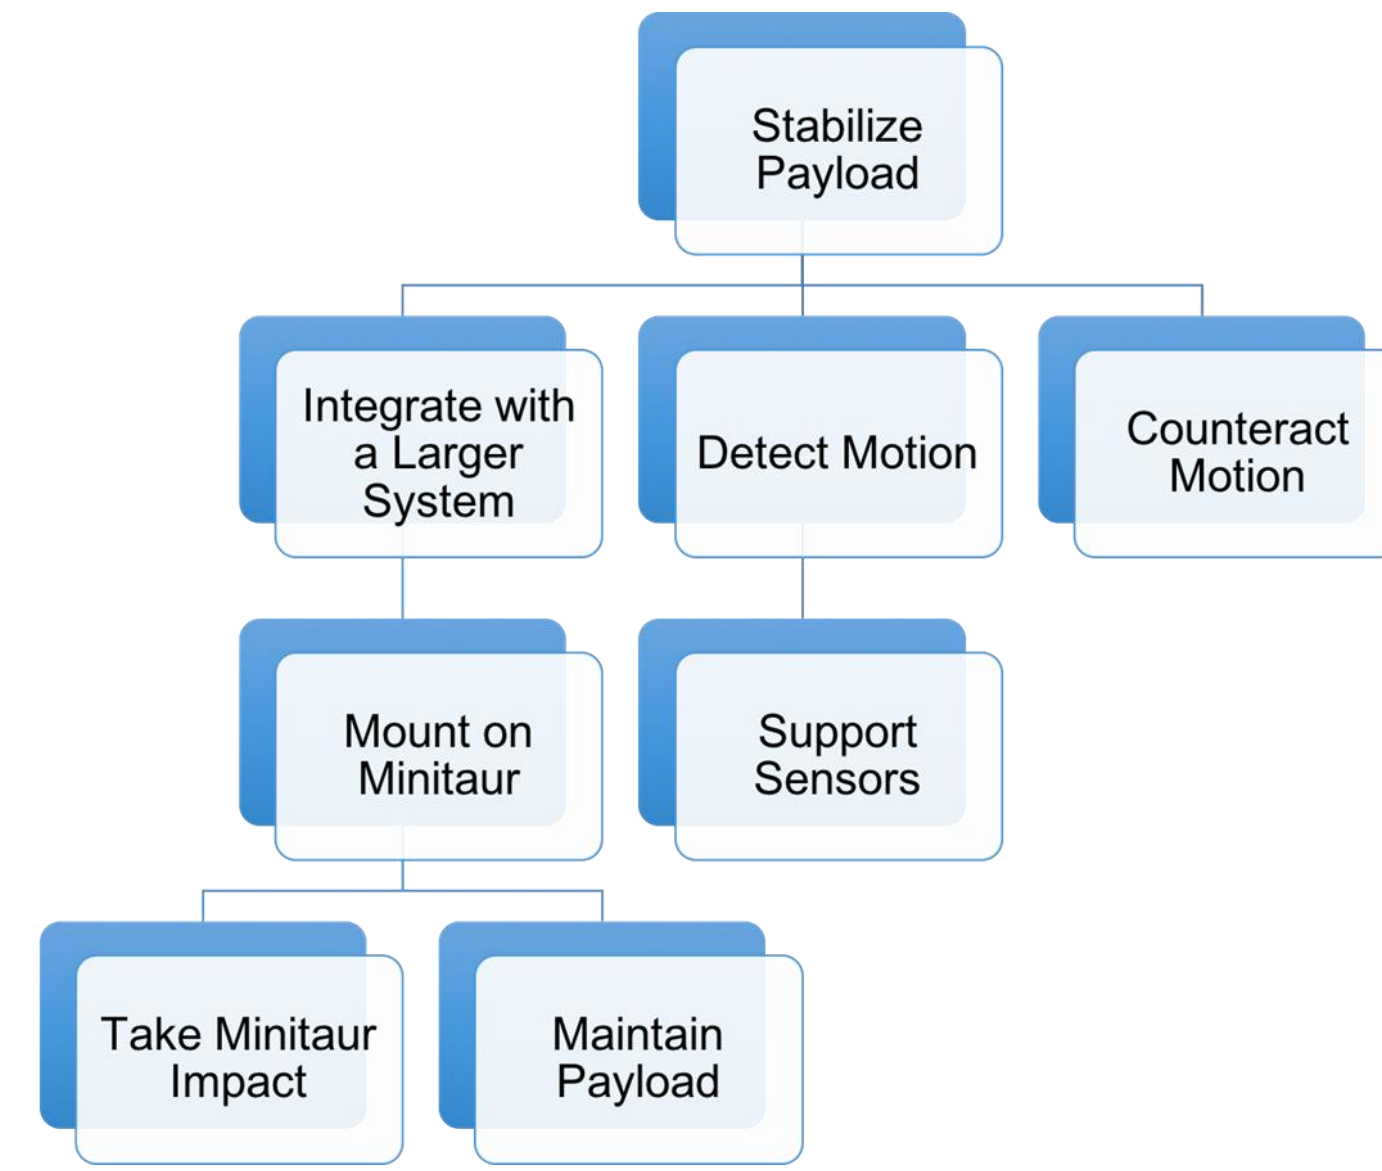 Stabilize
Payload
Integrate with
a Larger
System
Detect Motion
Counteract
Motion
Mount on
Minitaur
Support
Sensors
Take Minitaur
Impact
Maintain
Payload